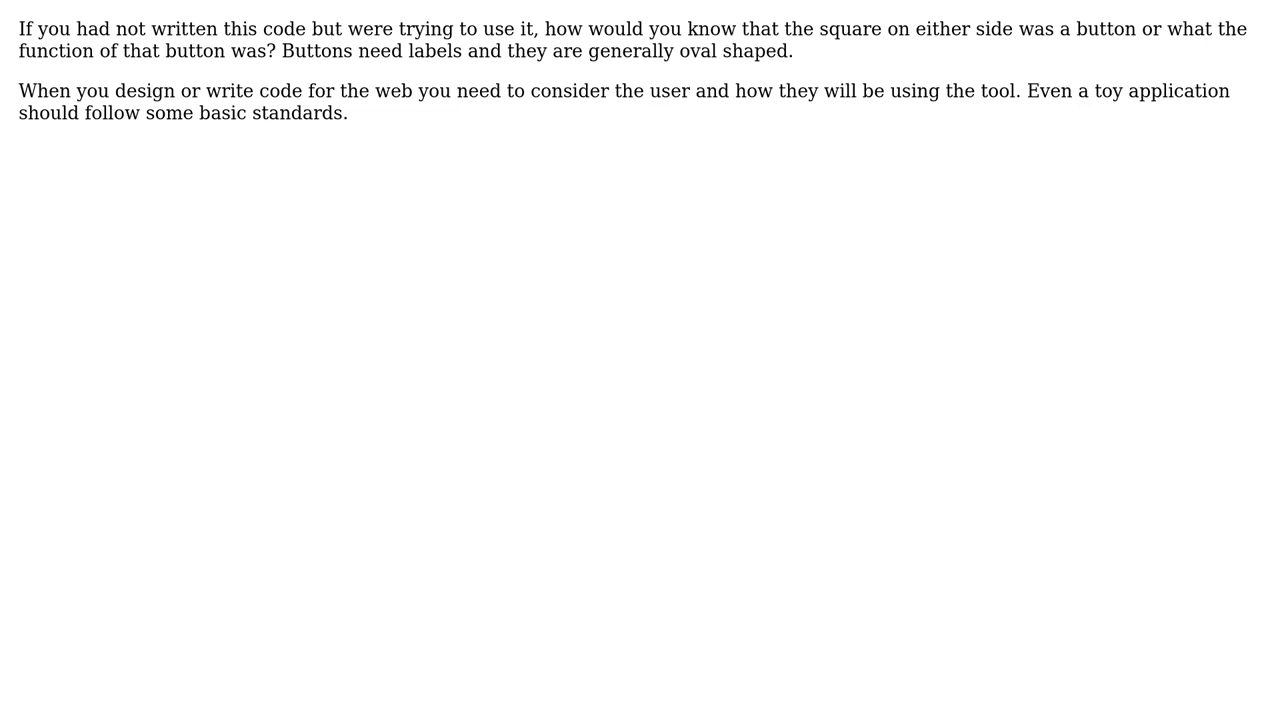 If you had not written this code but were trying to use it, how would you know that the square on either side was a button or what the
function of that button was? Buttons need labels and they are generally oval shaped.
When you design or write code for the web you need to consider the user and how they will be using the tool. Even a toy application
should follow some basic standards.